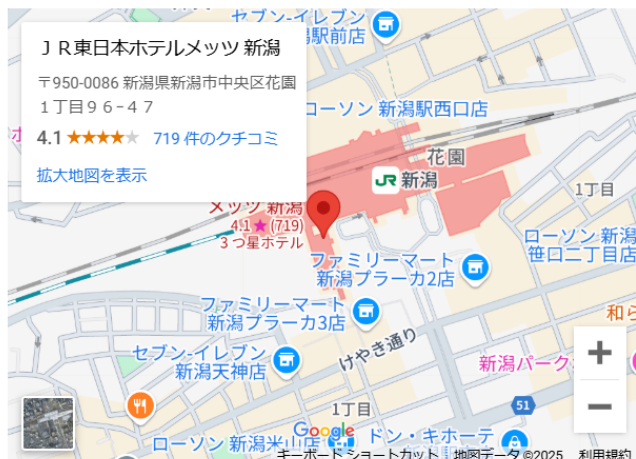 ＪＲ東日本ホテルメッツ 新潟
〒950-0086 新潟県新潟市中央区花園
１丁目９６−４７
4.1 ★★★★★ 719 件のクチコミ
拡大地図を表示
セブン-イレブン
駅前店
ローソン 新潟駅西口店
花園
JR 新潟
1丁目
メッツ 新潟
4.1★(719)
3 つ星ホテル
ローソン 新潟
笹口二丁目店
ファミリーマート
新潟プラーカ2店
ファミリーマート
新潟プラーカ3店
和ら
けやき通り
セブン-イレブン
新潟天神店
新潟パーク
+
−
51
1丁目
Google
ローソン 新潟米山店
ドン・キホーテ
キーボード ショートカット
地図データ ©2025
利用規約